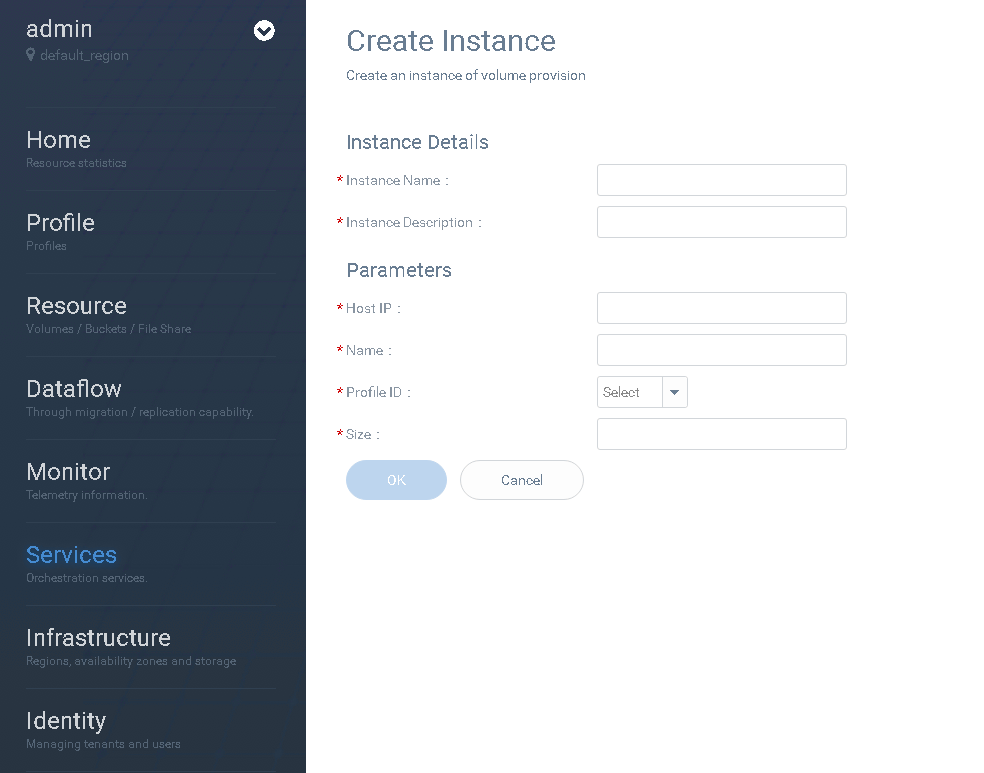 admin
default_region
Home
Resource statistics
Profile
Profiles
Resource
Volumes / Buckets / File Share
Dataflow
Through migration / replication capability.
Monitor
Telemetry information.
Services
Orchestration services.
Infrastructure
Regions, availability zones and storage
Identity
Managing tenants and users
Create Instance
Create an instance of volume provision
Instance Details
* Instance Name :
* Instance Description :
Parameters
* Host IP :
* Name :
* Profile ID : Select
* Size :
OK Cancel